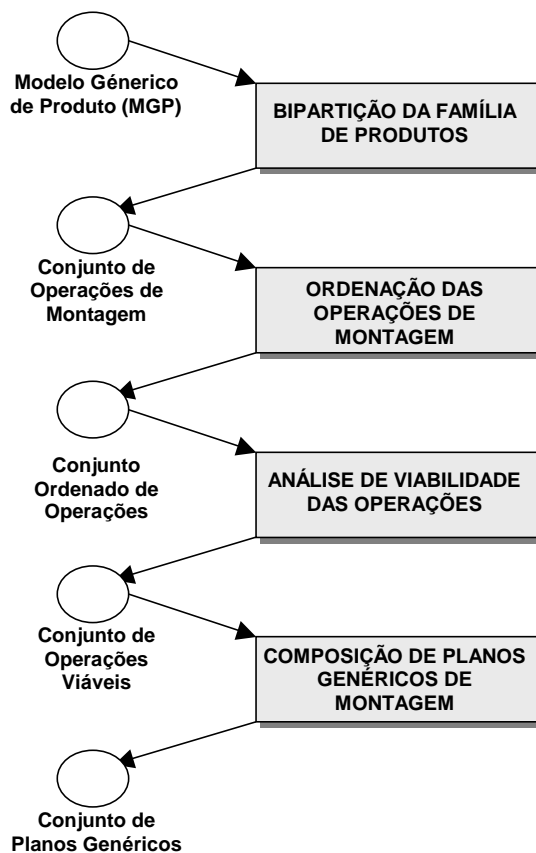 Modelo Génerico
de Produto (MGP)
BIPARTIÇÃO DA FAMÍLIA
DE PRODUTOS
Conjunto de
Operações de
Montagem
ORDENAÇÃO DAS
OPERAÇÕES DE
MONTAGEM
Conjunto
Ordenado de
Operações
ANÁLISE DE VIABILIDADE
DAS OPERAÇÕES
Conjunto de
Operações
Viáveis
COMPOSIÇÃO DE PLANOS
GENÉRICOS DE
MONTAGEM
Conjunto de
Planos Genéricos